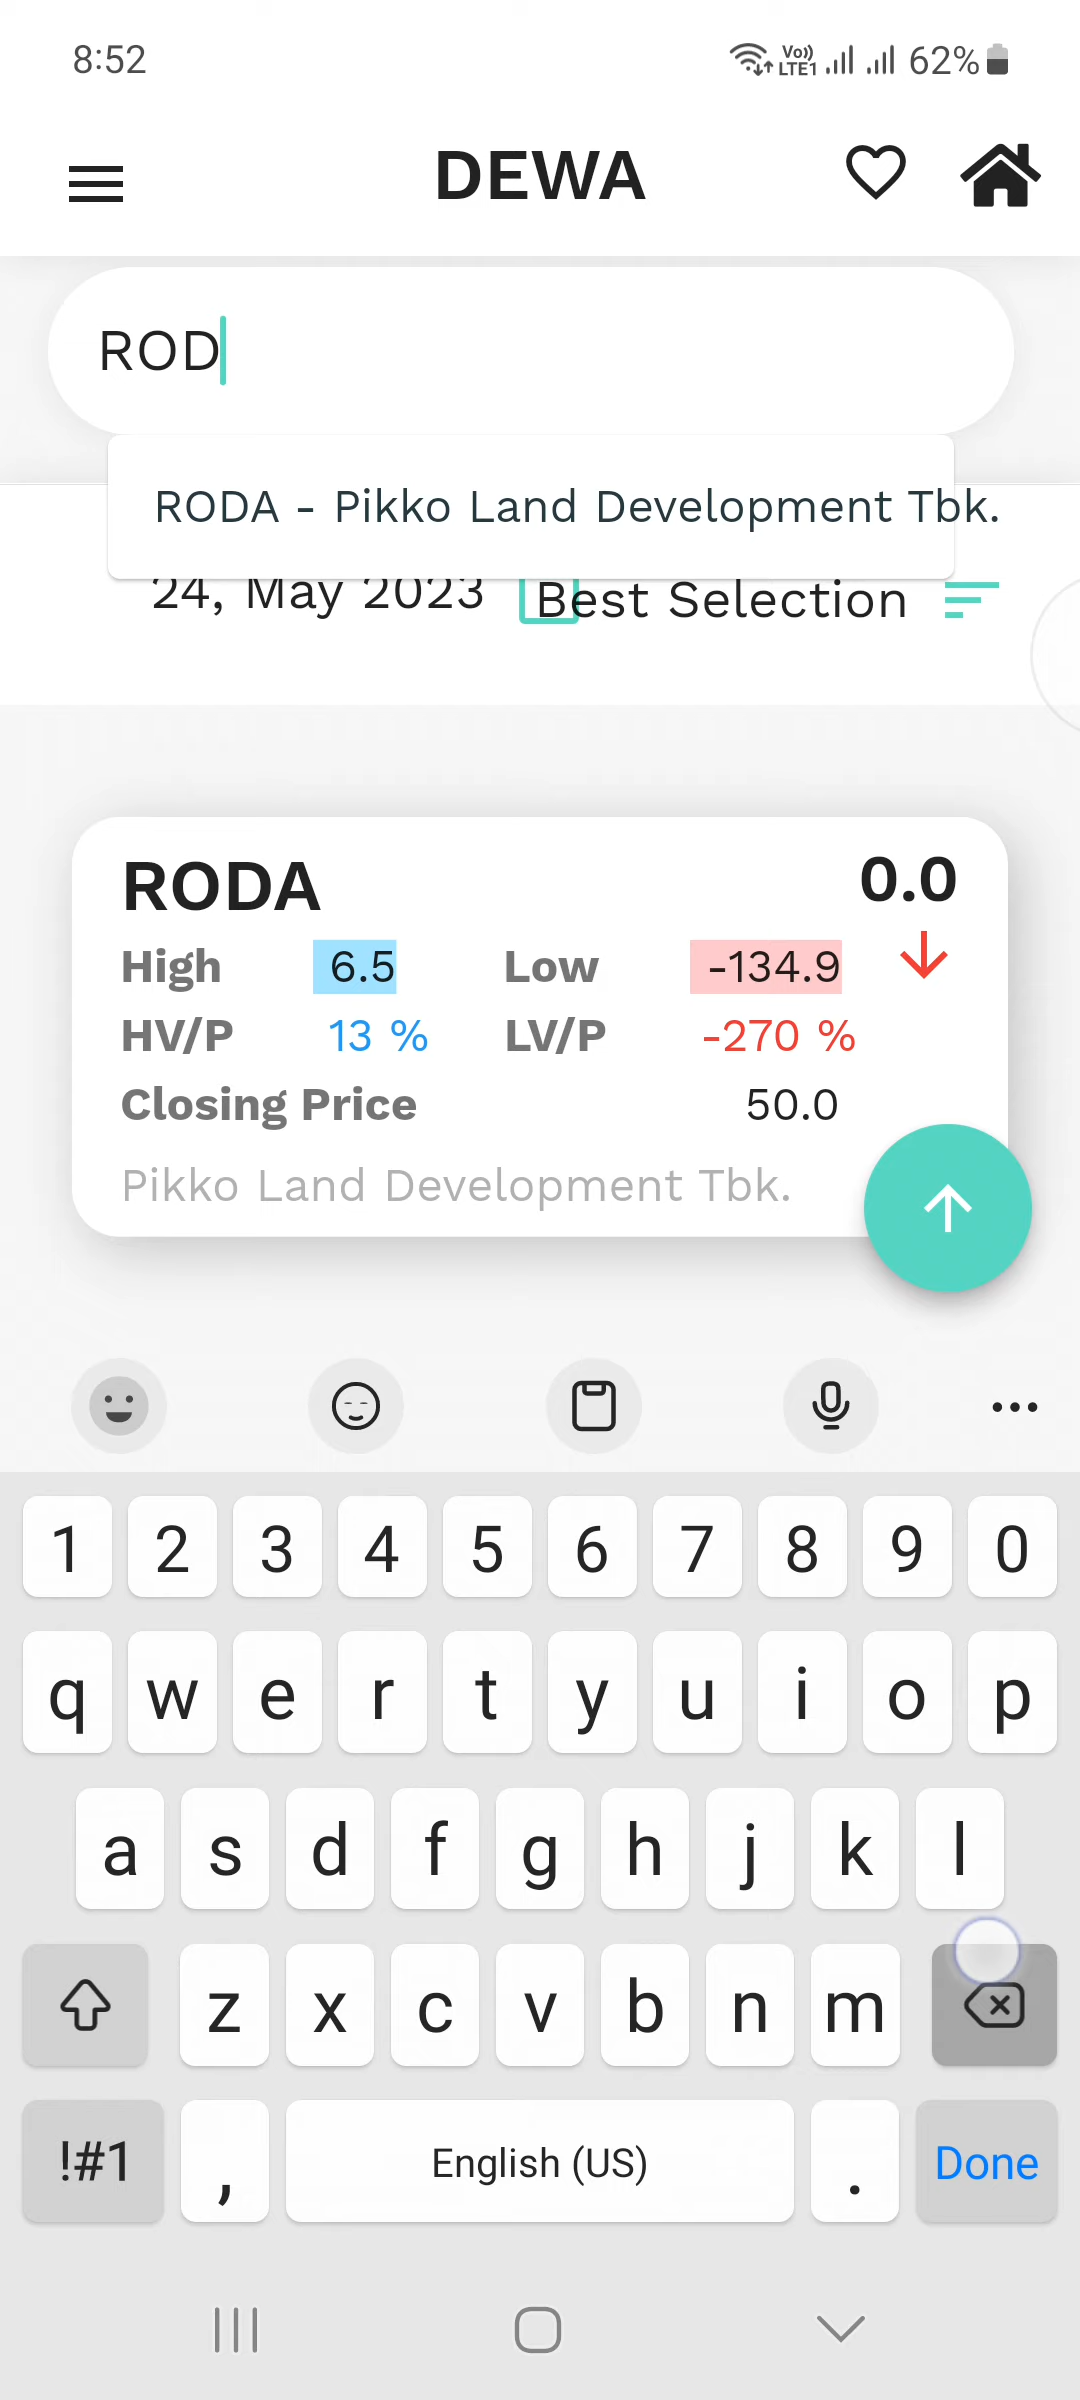 8:52
Vo)) LTE1 62%
DEWA
ROD
RODA - Pikko Land Development Tbk.
24, May 2023 Best Selection
RODA 0.0
High 6.5 Low -134.9
HV/P 13 % LV/P -270 %
Closing Price 50.0
Pikko Land Development Tbk.
1 2 3 4 5 6 7 8 9 0
q w e r t y u i o p
a s d f g h j k l
z x c v b n m
!#1 , English (US) . Done